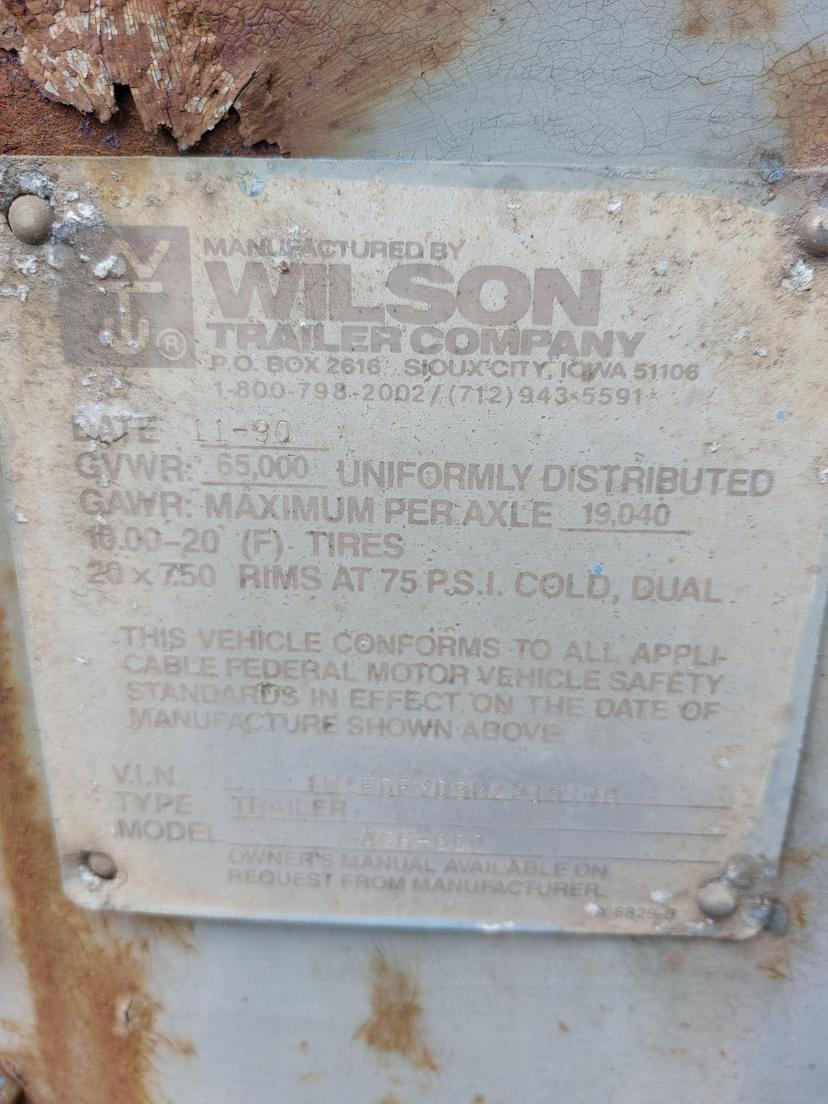 WTC ®
MANUFACTURED BY
WILSON
TRAILER COMPANY
P.O. BOX 2616 SIOUX CITY, IOWA 51106
1-800-798-2002 / (712) 943-5591
DATE 11-90
GVWR: 65,000 UNIFORMLY DISTRIBUTED
GAWR: MAXIMUM PER AXLE 19,040
10.00-20 (F) TIRES
20 x 7.50 RIMS AT 75 P.S.I. COLD, DUAL
THIS VEHICLE CONFORMS TO ALL APPLI-
CABLE FEDERAL MOTOR VEHICLE SAFETY
STANDARDS IN EFFECT ON THE DATE OF
MANUFACTURE SHOWN ABOVE
V.I.N.
TYPE TRAILER
MODEL
OWNER'S MANUAL AVAILABLE ON
REQUEST FROM MANUFACTURER